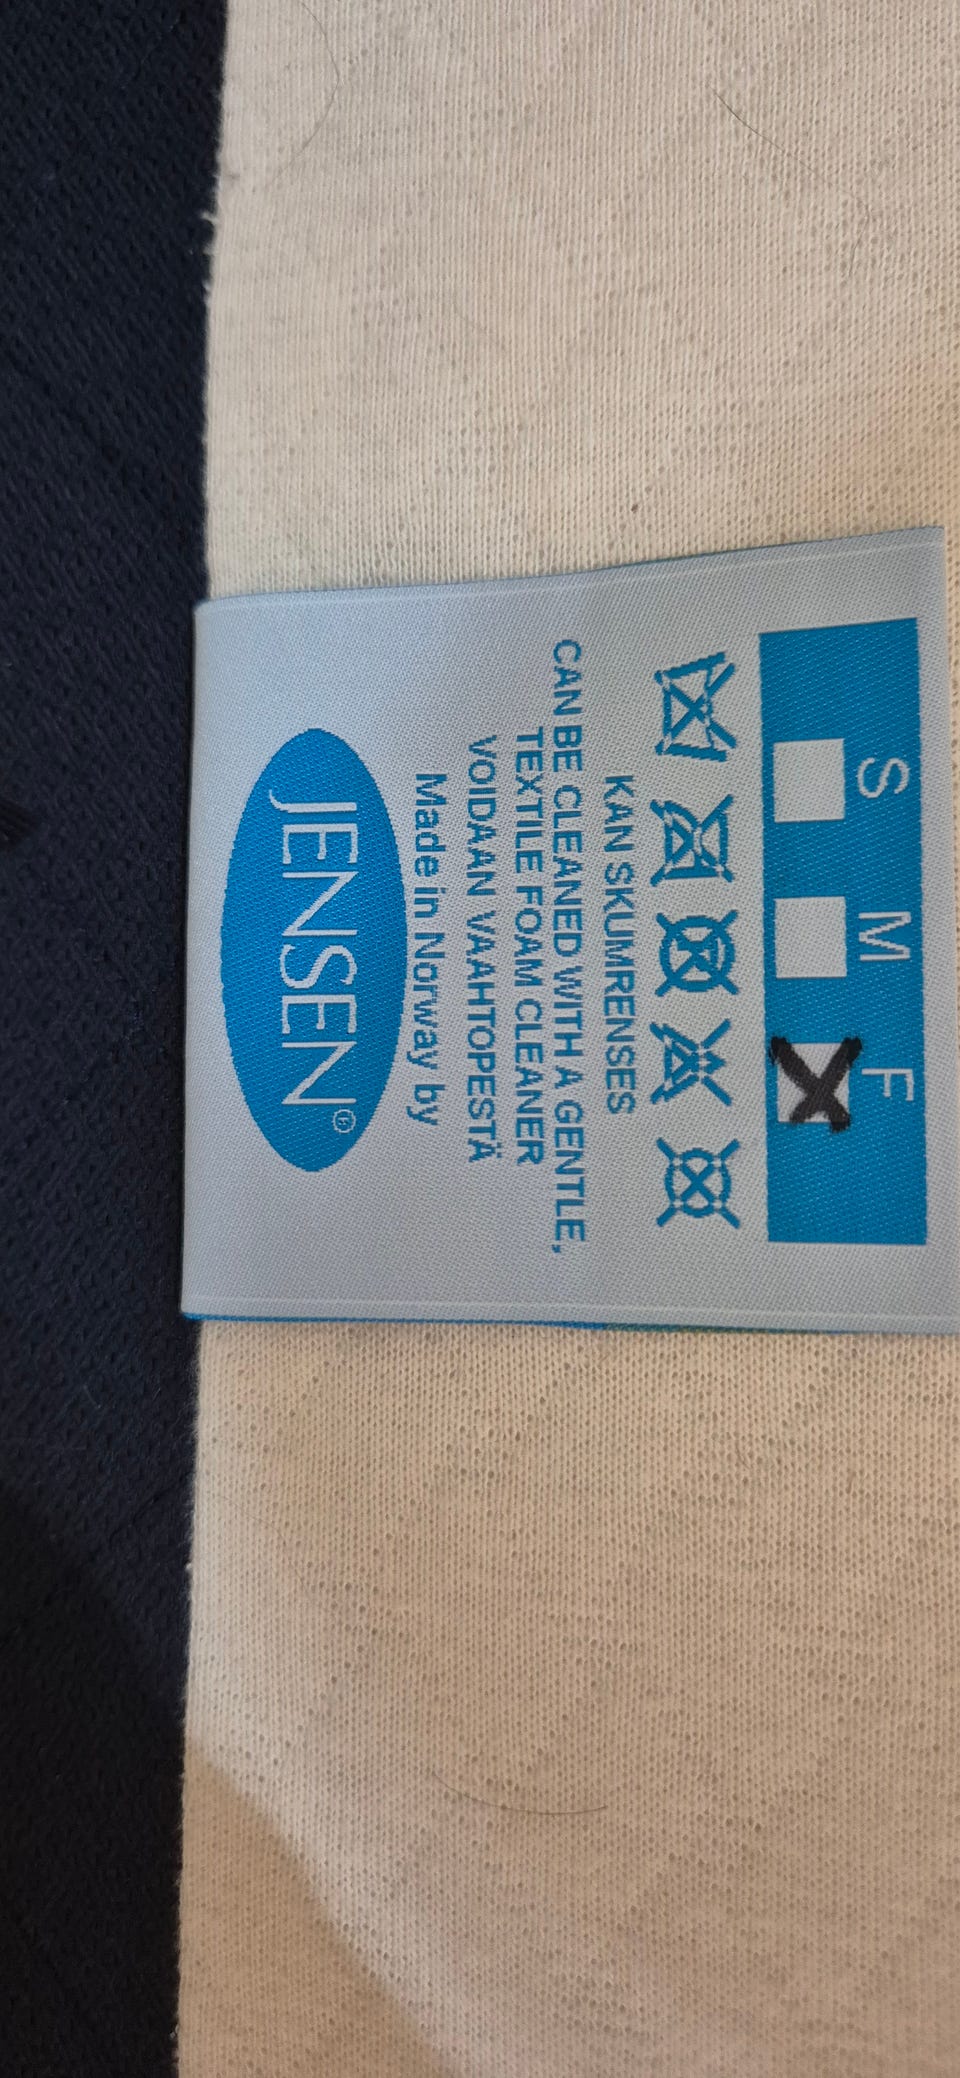 S M F
KAN SKUMRENSES
CAN BE CLEANED WITH A GENTLE,
TEXTILE FOAM CLEANER
VOIDAAN VAAHTOPESTÄ
Made in Norway by
JENSEN®